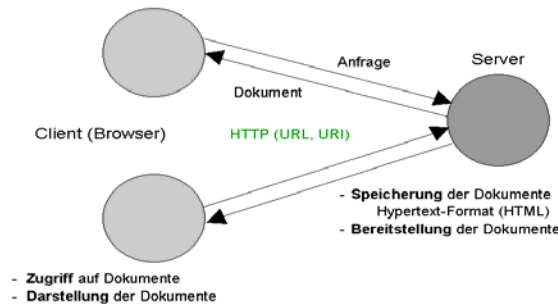 Anfrage
Server
Dokument
Client (Browser)
HTTP (URL, URI)
- Speicherung der Dokumente
Hypertext-Format (HTML)
- Bereitstellung der Dokumente
- Zugriff auf Dokumente
- Darstellung der Dokumente